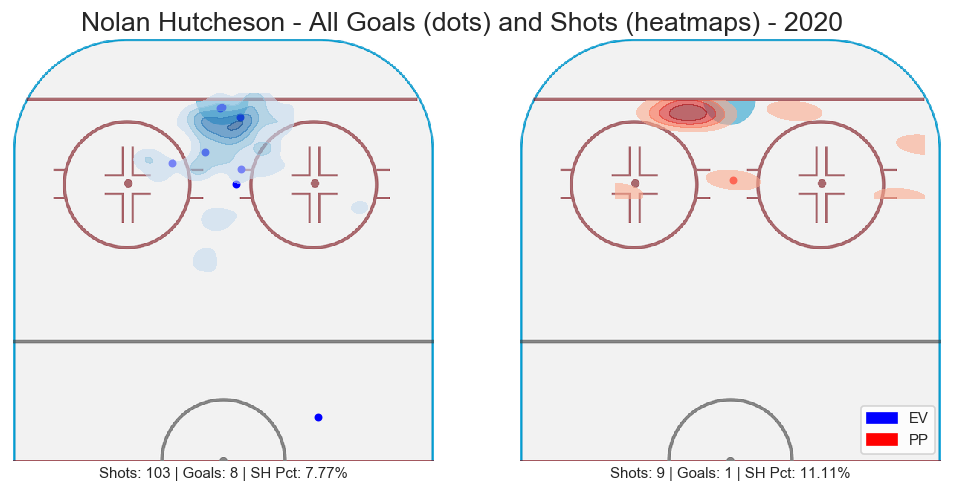 Nolan Hutcheson - All Goals (dots) and Shots (heatmaps) - 2020
EV
PP
Shots: 103 | Goals: 8 | SH Pct: 7.77%
Shots: 9 | Goals: 1 | SH Pct: 11.11%